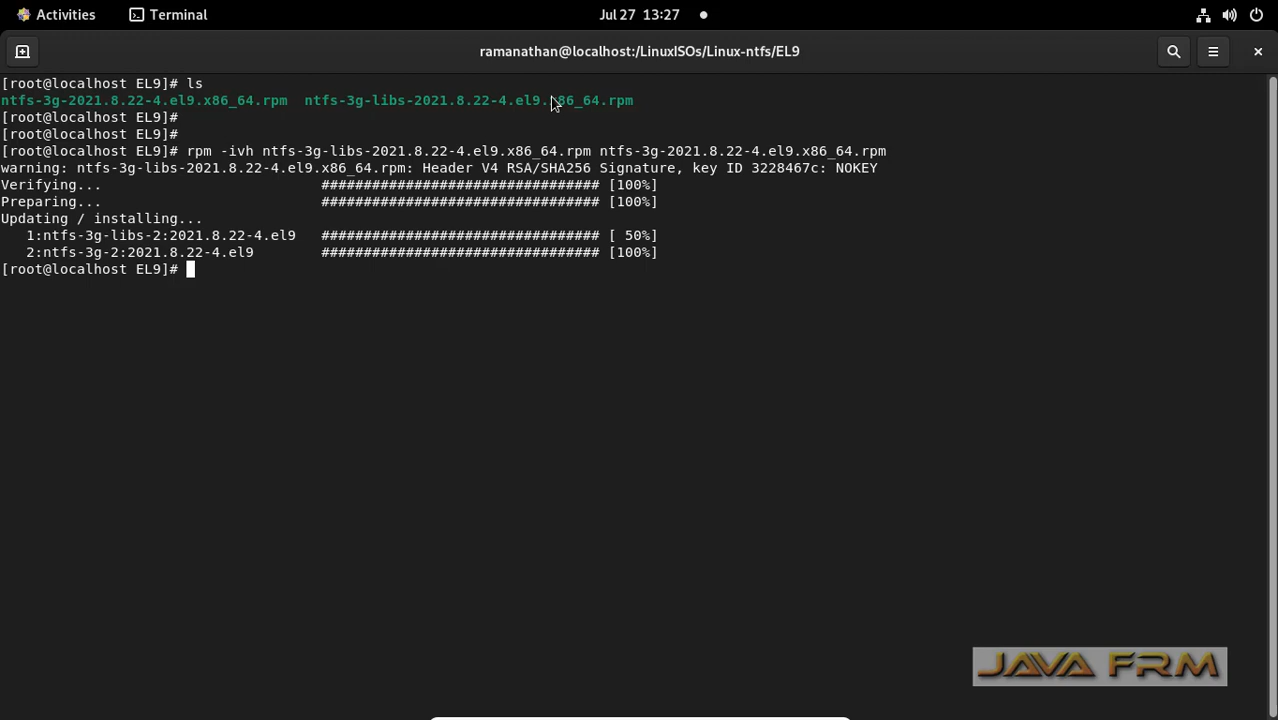 Activities Terminal Jul 27 13:27
ramanathan@localhost:/LinuxISOs/Linux-ntfs/EL9
[root@localhost EL9]# ls
ntfs-3g-2021.8.22-4.el9.x86_64.rpm  ntfs-3g-libs-2021.8.22-4.el9.x86_64.rpm
[root@localhost EL9]#
[root@localhost EL9]#
[root@localhost EL9]# rpm -ivh ntfs-3g-libs-2021.8.22-4.el9.x86_64.rpm ntfs-3g-2021.8.22-4.el9.x86_64.rpm
warning: ntfs-3g-libs-2021.8.22-4.el9.x86_64.rpm: Header V4 RSA/SHA256 Signature, key ID 3228467c: NOKEY
Verifying...                          ################################# [100%]
Preparing...                          ################################# [100%]
Updating / installing...
   1:ntfs-3g-libs-2:2021.8.22-4.el9   ################################# [ 50%]
   2:ntfs-3g-2:2021.8.22-4.el9        ################################# [100%]
[root@localhost EL9]#
JAVA FRM